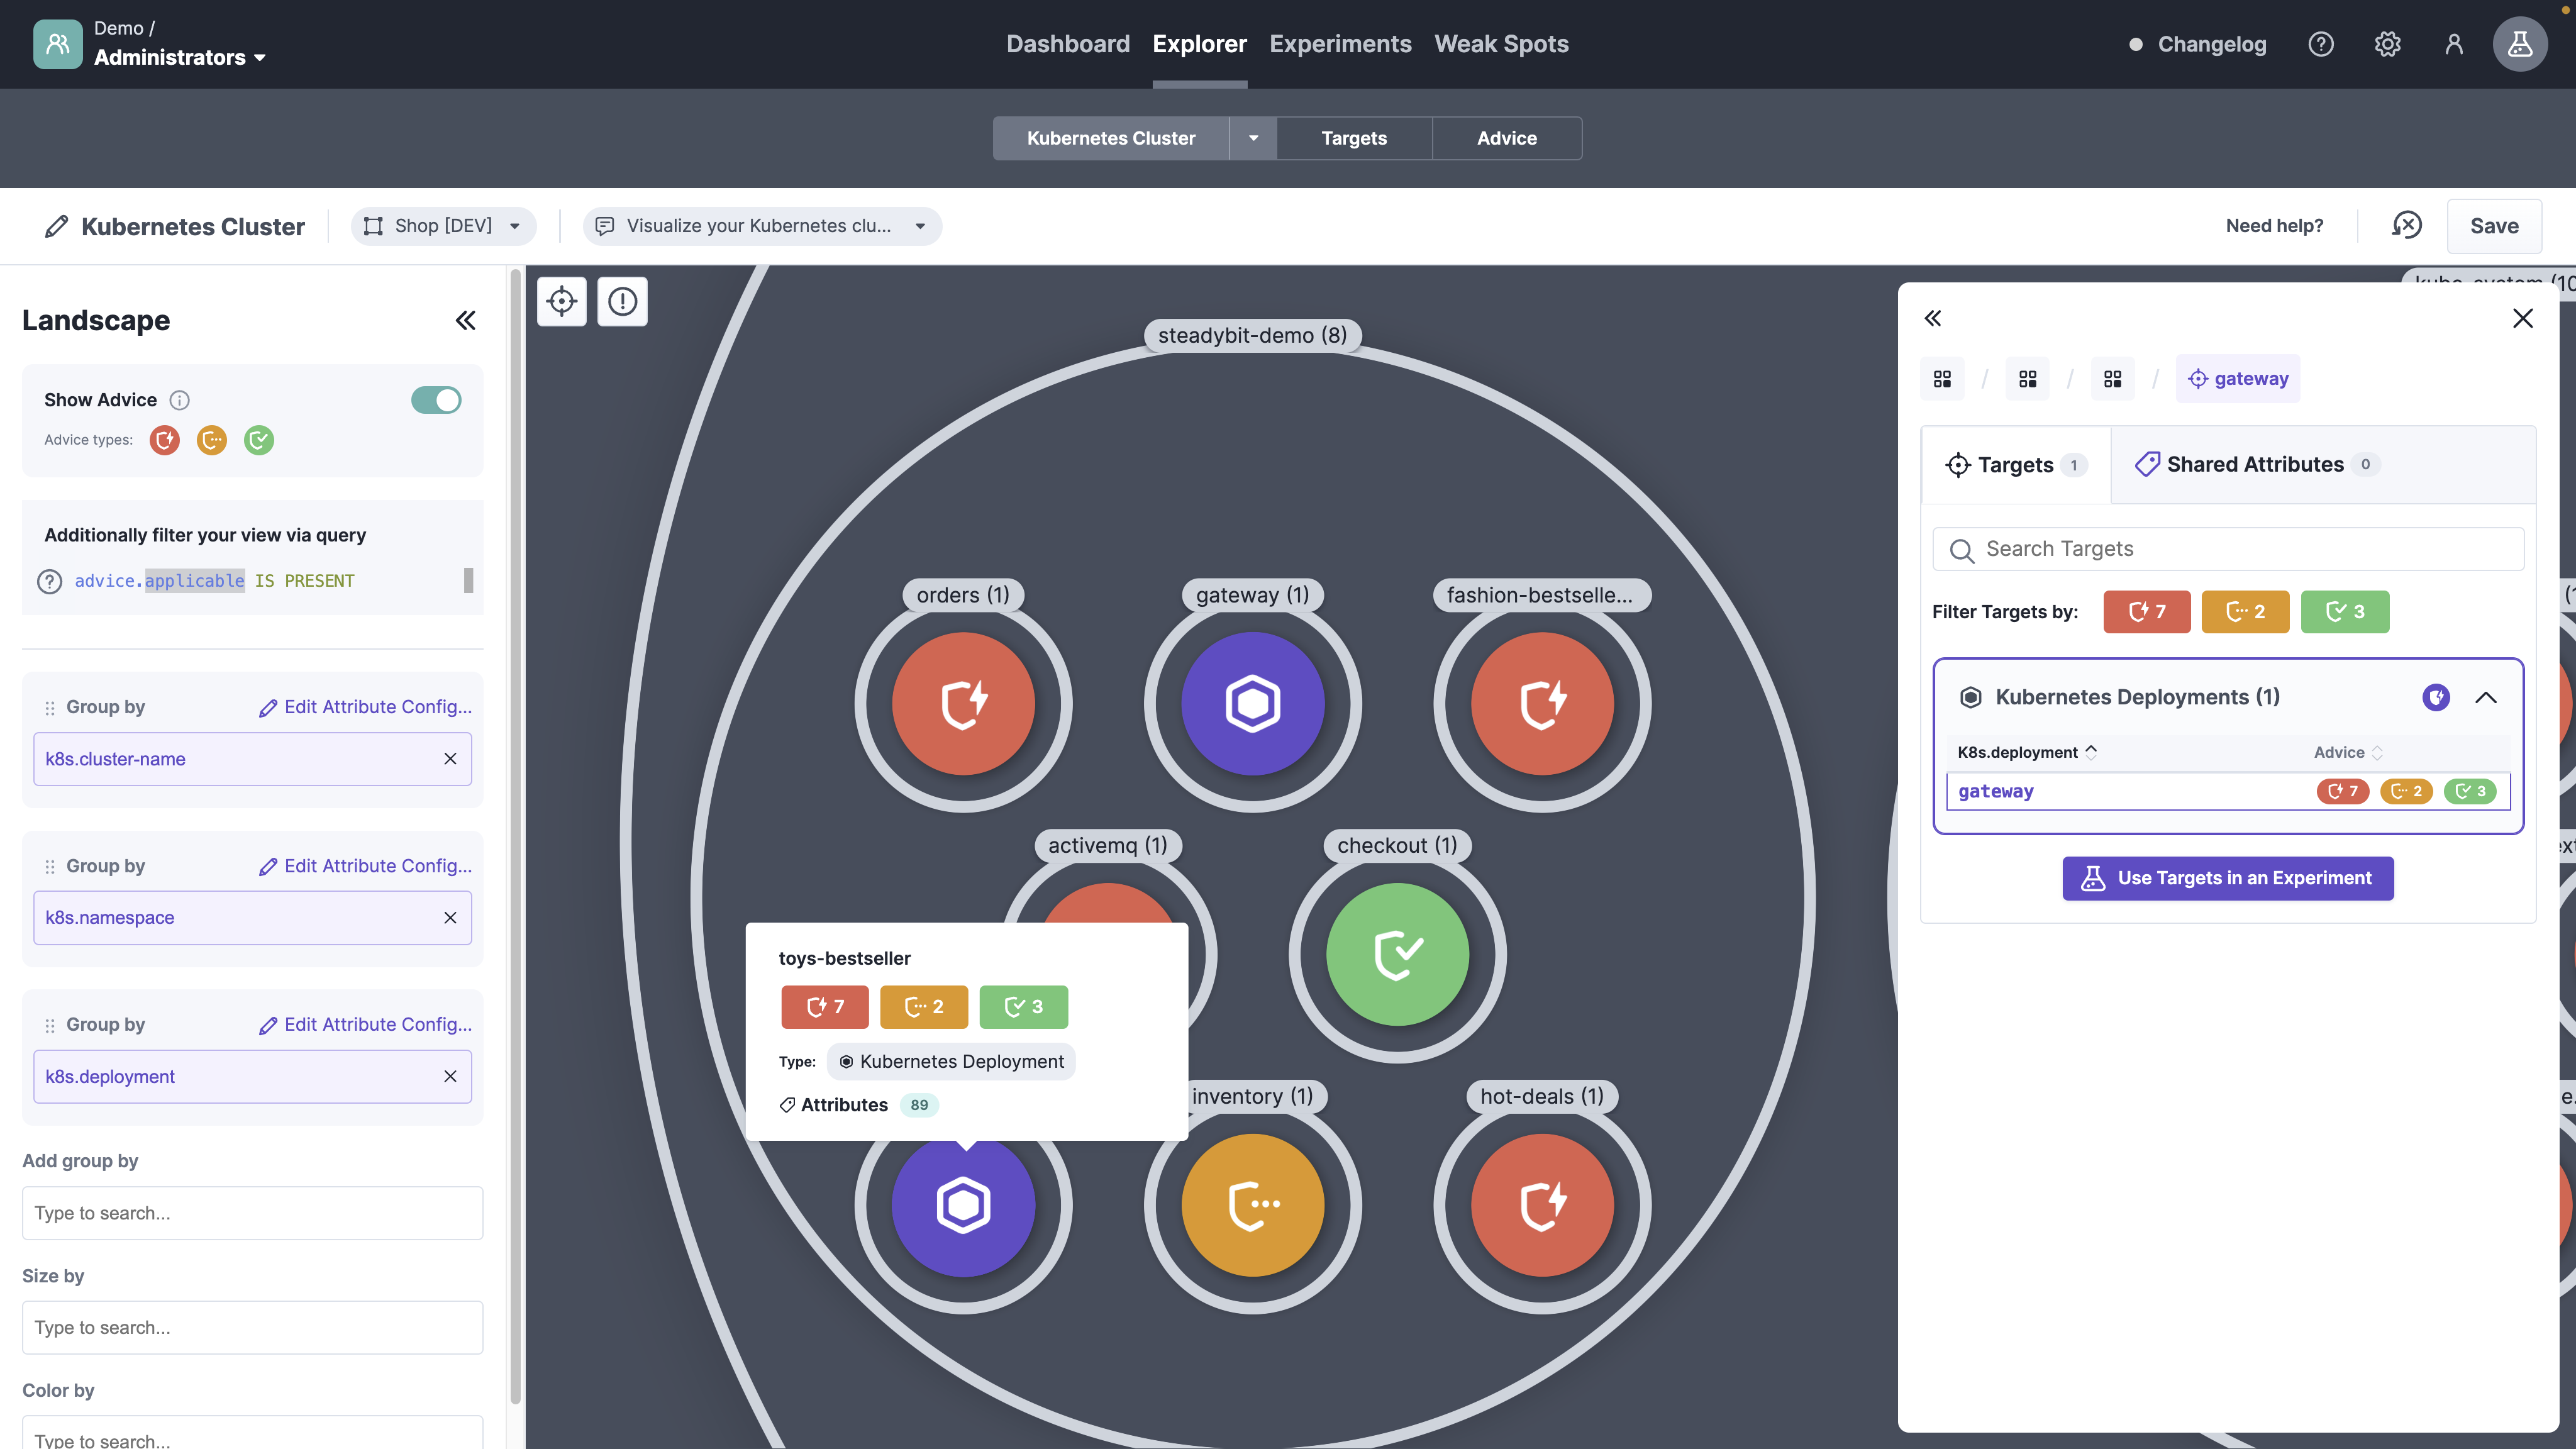 Demo /
Administrators
Dashboard
Explorer
Experiments
Weak Spots
Changelog
Kubernetes Cluster
Targets
Advice
Kubernetes Cluster
Shop [DEV]
Visualize your Kubernetes clu...
Need help?
Save
Landscape
Show Advice
Advice types:
Additionally filter your view via query
advice.applicable IS PRESENT
Group by
Edit Attribute Config...
k8s.cluster-name
Group by
Edit Attribute Config...
k8s.namespace
Group by
Edit Attribute Config...
k8s.deployment
Add group by
Type to search...
Size by
Type to search...
Color by
Type to search...
steadybit-demo (8)
orders (1)
gateway (1)
fashion-bestselle...
activemq (1)
checkout (1)
toys-bestseller
7
2
3
Type:
Kubernetes Deployment
Attributes
89
inventory (1)
hot-deals (1)
gateway
Targets 1
Shared Attributes 0
Search Targets
Filter Targets by:
7
2
3
Kubernetes Deployments (1)
K8s.deployment
Advice
gateway
7
2
3
Use Targets in an Experiment